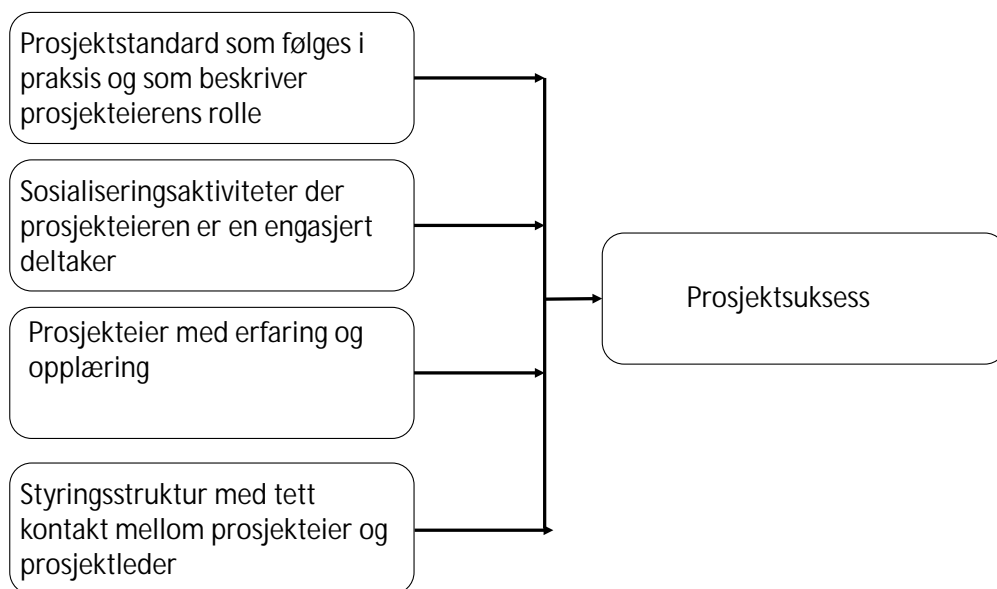 Prosjektstandard som følges i
praksis og som beskriver
prosjekteierens rolle
Sosialiseringsaktiviteter der
prosjekteieren er en engasjert
deltaker
Prosjekteier med erfaring og
opplæring
Styringsstruktur med tett
kontakt mellom prosjekteier og
prosjektleder
Prosjektsuksess